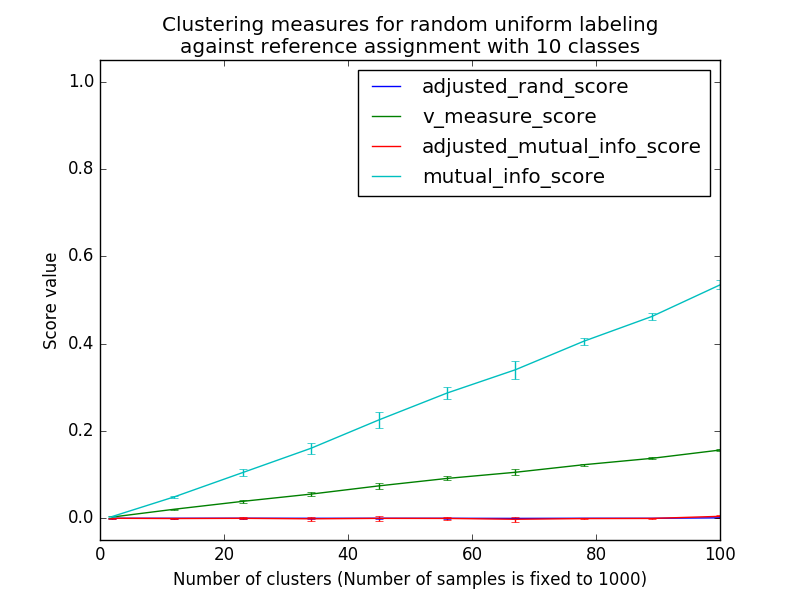 Clustering measures for random uniform labeling
against reference assignment with 10 classes
adjusted_rand_score
v_measure_score
adjusted_mutual_info_score
mutual_info_score
Score value
1.0
0.8
0.6
0.4
0.2
0.0
0 20 40 60 80 100
Number of clusters (Number of samples is fixed to 1000)